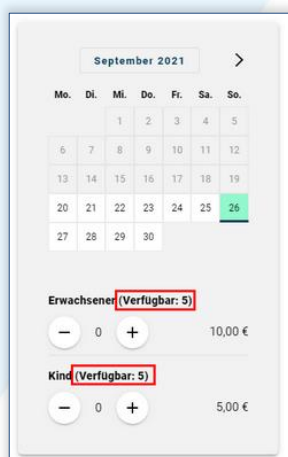 September 2021 >
Mo. Di. Mi. Do. Fr. Sa. So.
1 2 3 4 5
6 7 8 9 10 11 12
13 14 15 16 17 18 19
20 21 22 23 24 25 26
27 28 29 30
Erwachsener (Verfügbar: 5)
− 0 + 10,00 €
Kind (Verfügbar: 5)
− 0 + 5,00 €